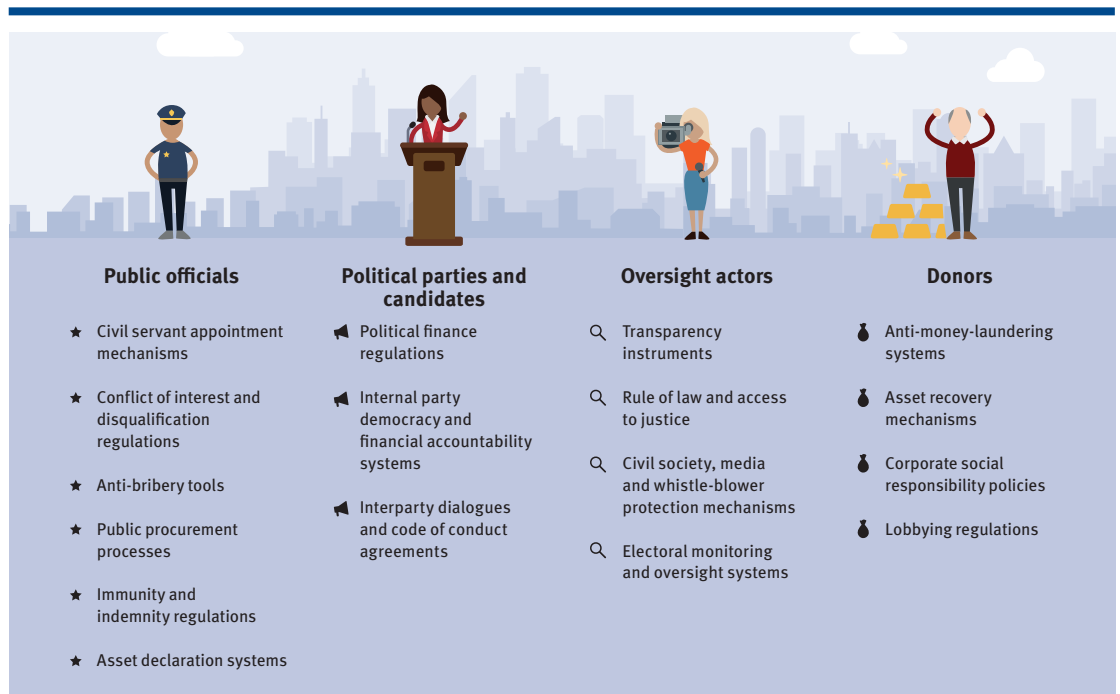 Public officials
Civil servant appointment
mechanisms
Conflict of interest and
disqualification
regulations
Anti-bribery tools
Public procurement
processes
Immunity and
indemnity regulations
Asset declaration systems
Political parties and
candidates
Political finance
regulations
Internal party
democracy and
financial accountability
systems
Interparty dialogues
and code of conduct
agreements
Oversight actors
Transparency
instruments
Rule of law and access
to justice
Civil society, media
and whistle-blower
protection mechanisms
Electoral monitoring
and oversight systems
Donors
Anti-money-laundering
systems
Asset recovery
mechanisms
Corporate social
responsibility policies
Lobbying regulations